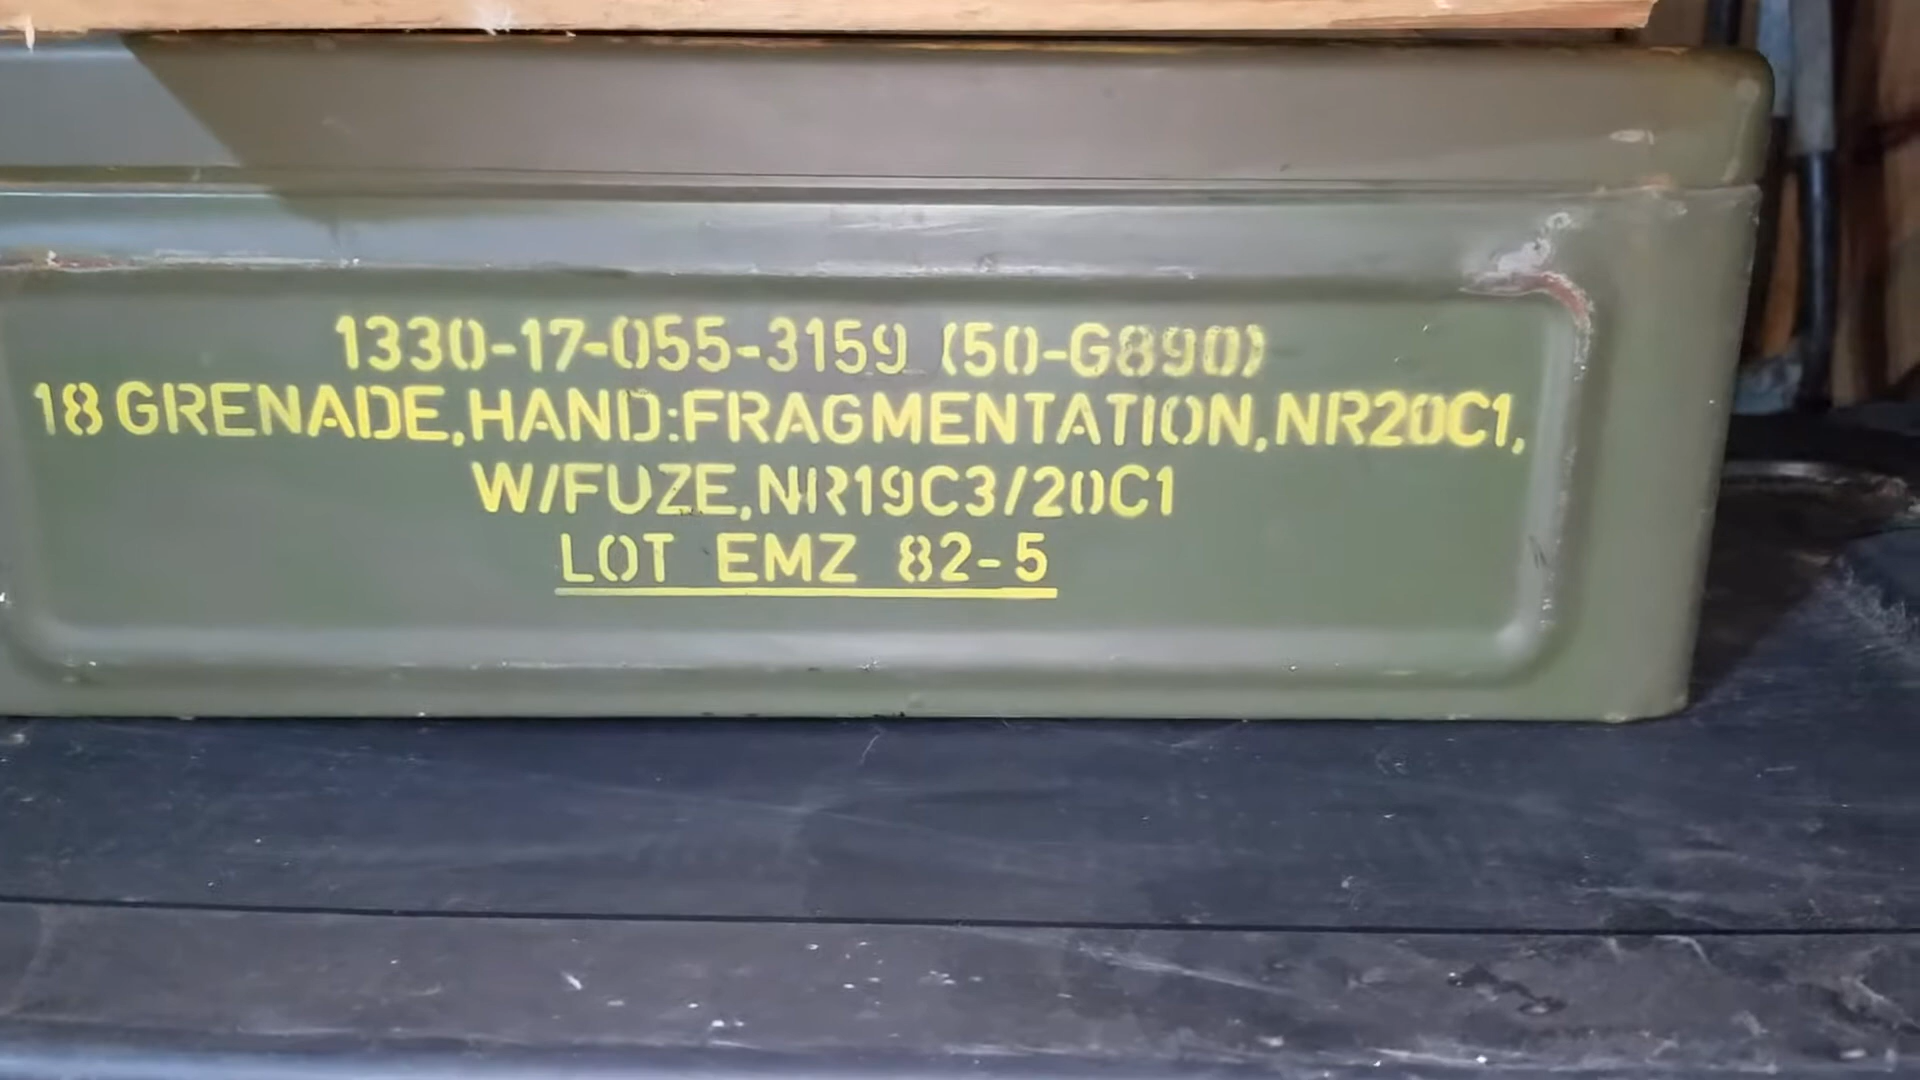 1330-17-055-3159 (50-G890)
18 GRENADE,HAND:FRAGMENTATION,NR20C1,
W/FUZE,NR19C3/20C1
LOT EMZ 82-5